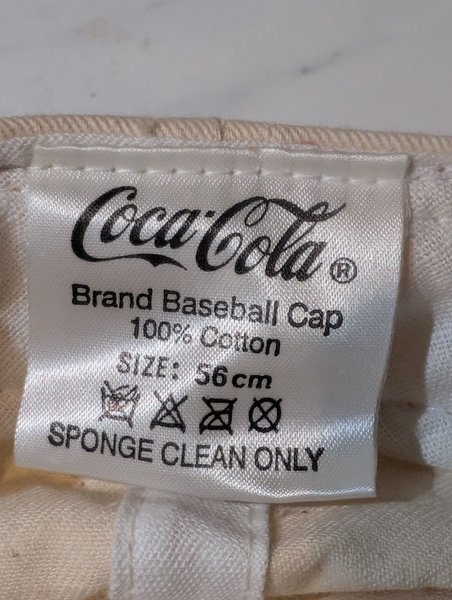 Coca-Cola ®
Brand Baseball Cap
100% Cotton
SIZE: 56cm
SPONGE CLEAN ONLY